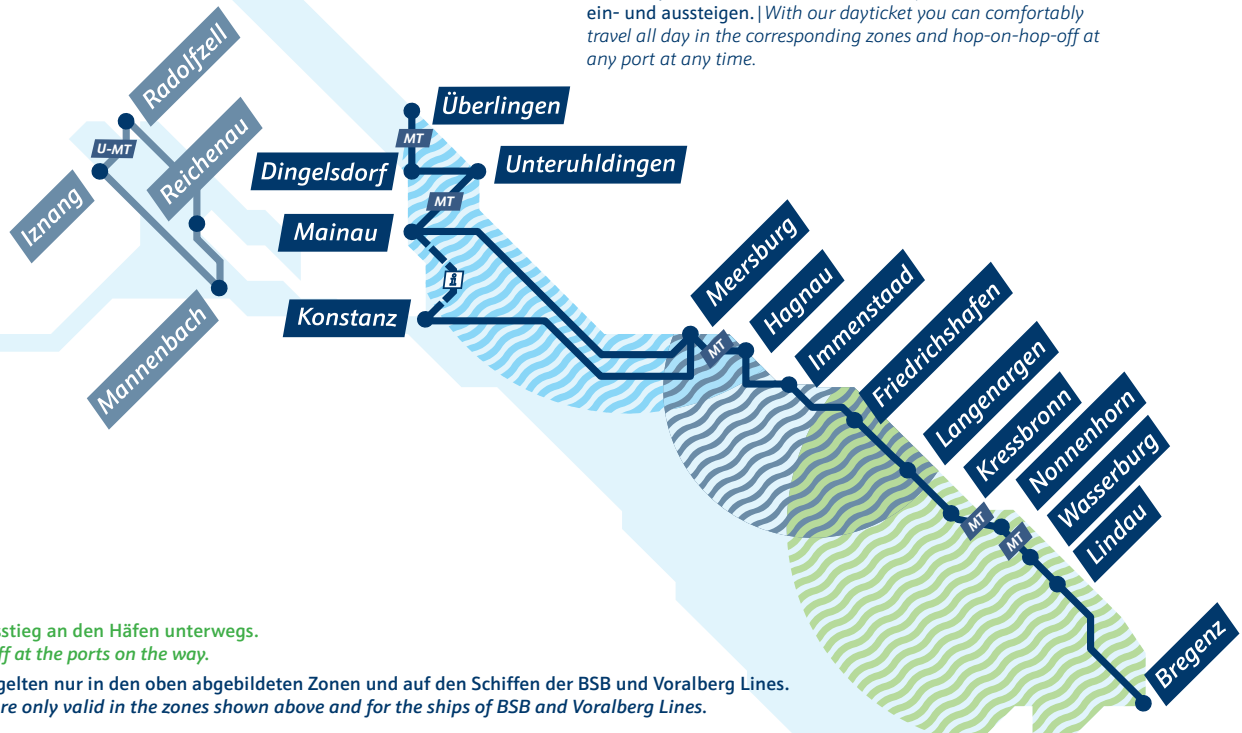 ein- und aussteigen.|With our dayticket you can comfortably
travel all day in the corresponding zones and hop-on-hop-off at
any port at any time.
Radolfzell
Überlingen
MT
U-MT
Reichenau
Dingelsdorf
Unteruhldingen
Iznang
MT
Mainau
Meersburg
Hagnau
Immenstaad
i
Konstanz
Friedrichshafen
Mannenbach
MT
Langenargen
Kressbronn
Nonnenhorn
Wasserburg
Lindau
MT
MT
Bregenz
sstieg an den Häfen unterwegs.
ff at the ports on the way.
gelten nur in den oben abgebildeten Zonen und auf den Schiffen der BSB und Voralberg Lines.
re only valid in the zones shown above and for the ships of BSB and Voralberg Lines.